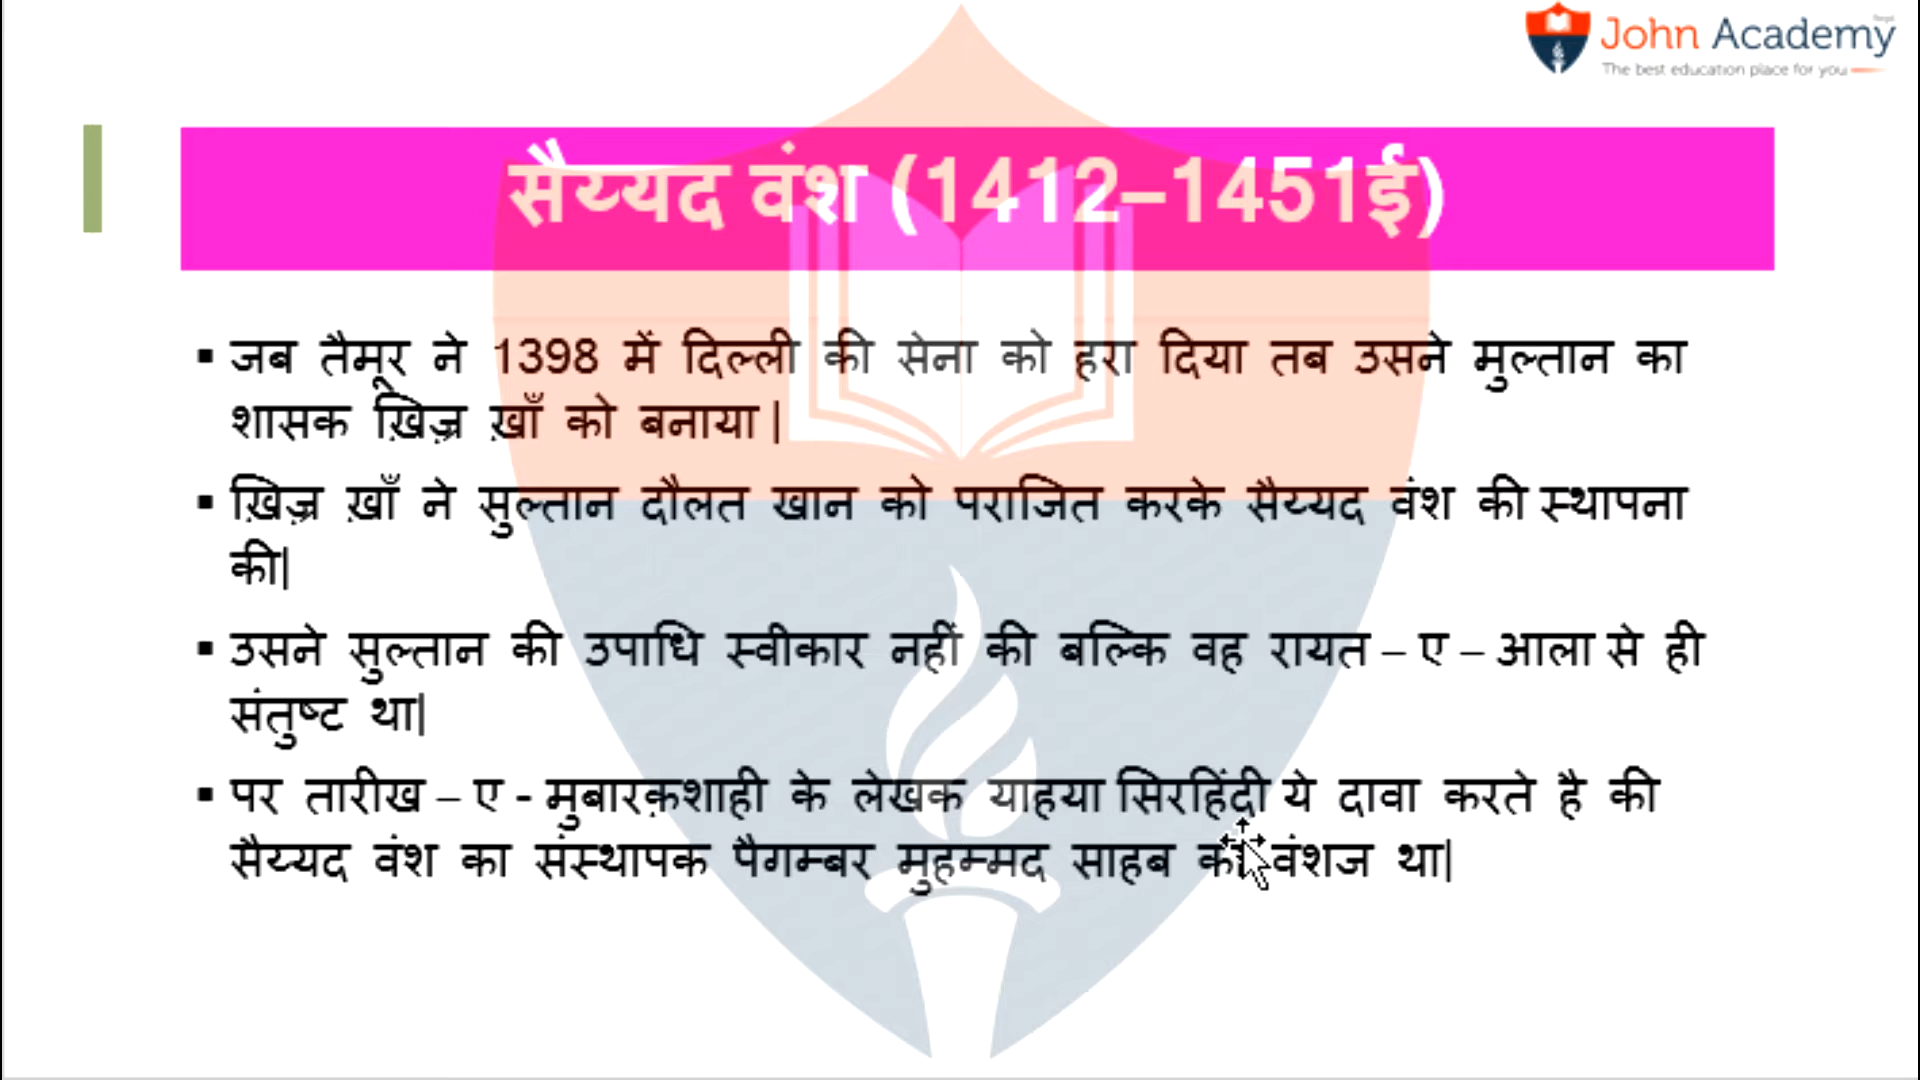 John Academy
The best education place for you
सैय्यद वंश (1412–1451ई)
▪ जब तैमूर ने 1398 में दिल्ली की सेना को हरा दिया तब उसने मुल्तान का
शासक ख़िज़्र ख़ाँ को बनाया|
▪ ख़िज़्र ख़ाँ ने सुल्तान दौलत खान को पराजित करके सैय्यद वंश की स्थापना
की|
▪ उसने सुल्तान की उपाधि स्वीकार नहीं की बल्कि वह रायत – ए – आला से ही
संतुष्ट था|
▪ पर तारीख – ए - मुबारक़शाही के लेखक याहया सिरहिंदी ये दावा करते है की
सैय्यद वंश का संस्थापक पैगम्बर मुहम्मद साहब का वंशज था|